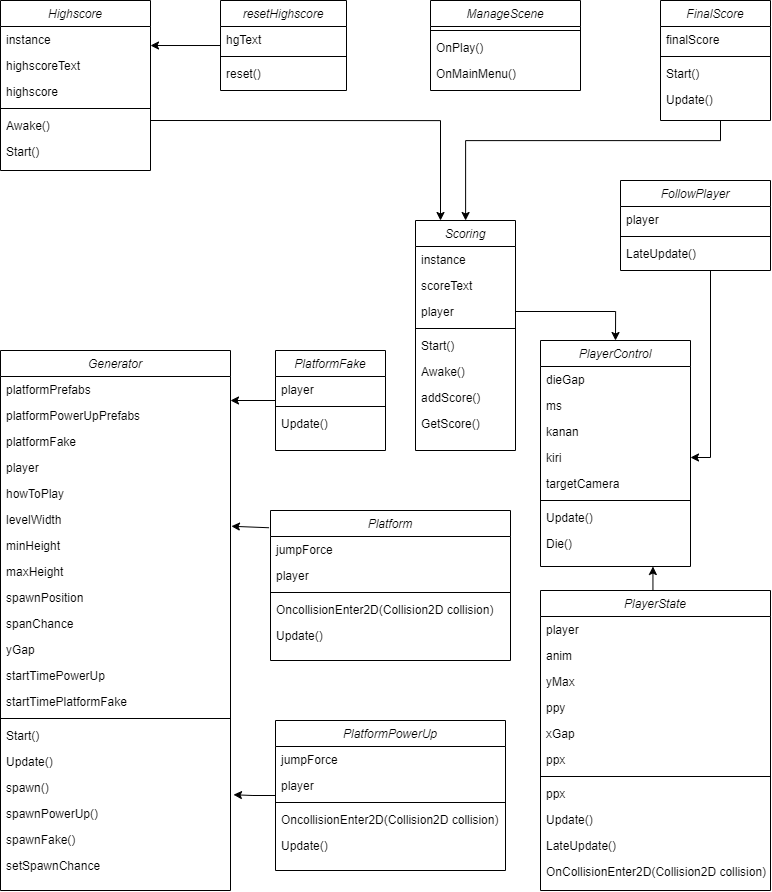 Highscore
instance
highscoreText
highscore
Awake()
Start()
resetHighscore
hgText
reset()
ManageScene
OnPlay()
OnMainMenu()
FinalScore
finalScore
Start()
Update()
FollowPlayer
player
LateUpdate()
Scoring
instance
scoreText
player
Start()
Awake()
addScore()
GetScore()
PlayerControl
dieGap
ms
kanan
kiri
targetCamera
Update()
Die()
Generator
platformPrefabs
platformPowerUpPrefabs
platformFake
player
howToPlay
levelWidth
minHeight
maxHeight
spawnPosition
spanChance
yGap
startTimePowerUp
startTimePlatformFake
Start()
Update()
spawn()
spawnPowerUp()
spawnFake()
setSpawnChance
PlatformFake
player
Update()
Platform
jumpForce
player
OncollisionEnter2D(Collision2D collision)
Update()
PlatformPowerUp
jumpForce
player
OncollisionEnter2D(Collision2D collision)
Update()
PlayerState
player
anim
yMax
ppy
xGap
ppx
ppx
Update()
LateUpdate()
OnCollisionEnter2D(Collision2D collision)